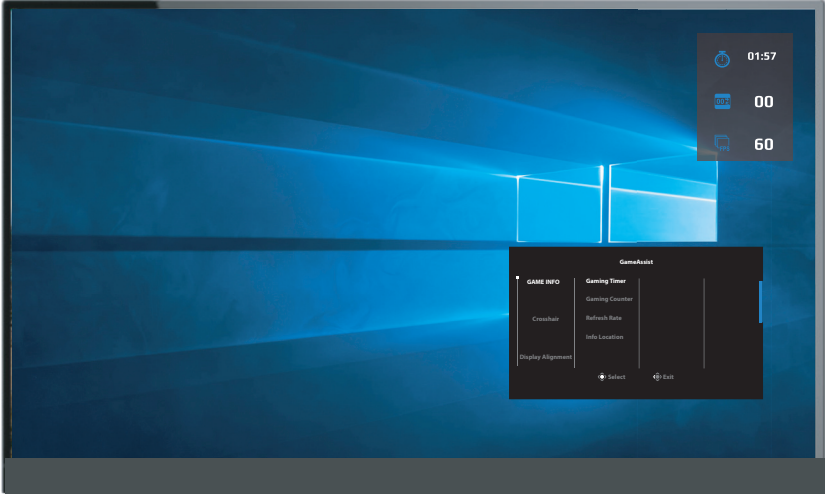 01:57
00
60
FPS
GameAssist
GAME INFO
Gaming Timer
Gaming Counter
Crosshair
Refresh Rate
Info Location
Display Alignment
Select
Exit